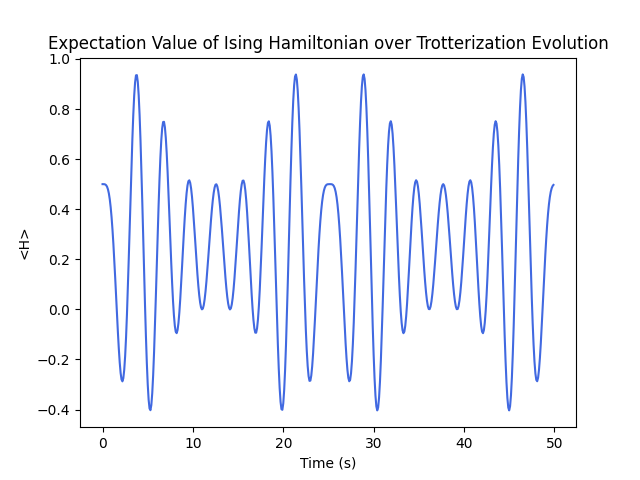 Expectation Value of Ising Hamiltonian over Trotterization Evolution
1.0
0.8
0.6
0.4
0.2
0.0
−0.2
−0.4
<H>
0 10 20 30 40 50
Time (s)